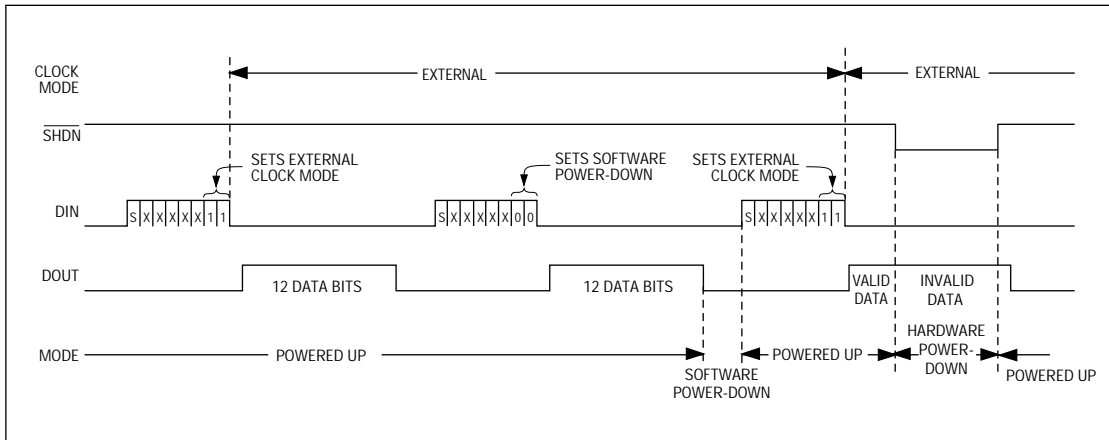 CLOCK
MODE
EXTERNAL
EXTERNAL
SHDN
SETS EXTERNAL
CLOCK MODE
SETS SOFTWARE
POWER-DOWN
SETS EXTERNAL
CLOCK MODE
DIN
S X X X X X 1 1
S X X X X X 0 0
S X X X X X 1 1
DOUT
12 DATA BITS
12 DATA BITS
VALID
DATA
INVALID
DATA
MODE
POWERED UP
SOFTWARE
POWER-DOWN
POWERED UP
HARDWARE
POWER-
DOWN
POWERED UP